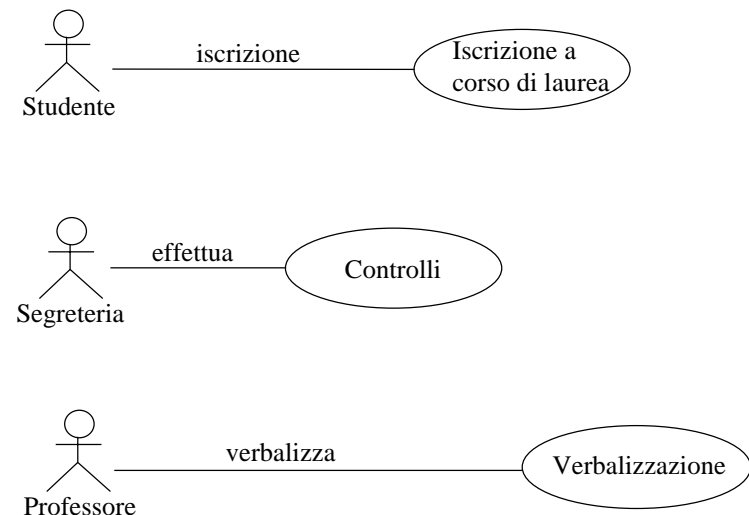 iscrizione
Iscrizione a
corso di laurea
Studente
effettua
Controlli
Segreteria
verbalizza
Verbalizzazione
Professore